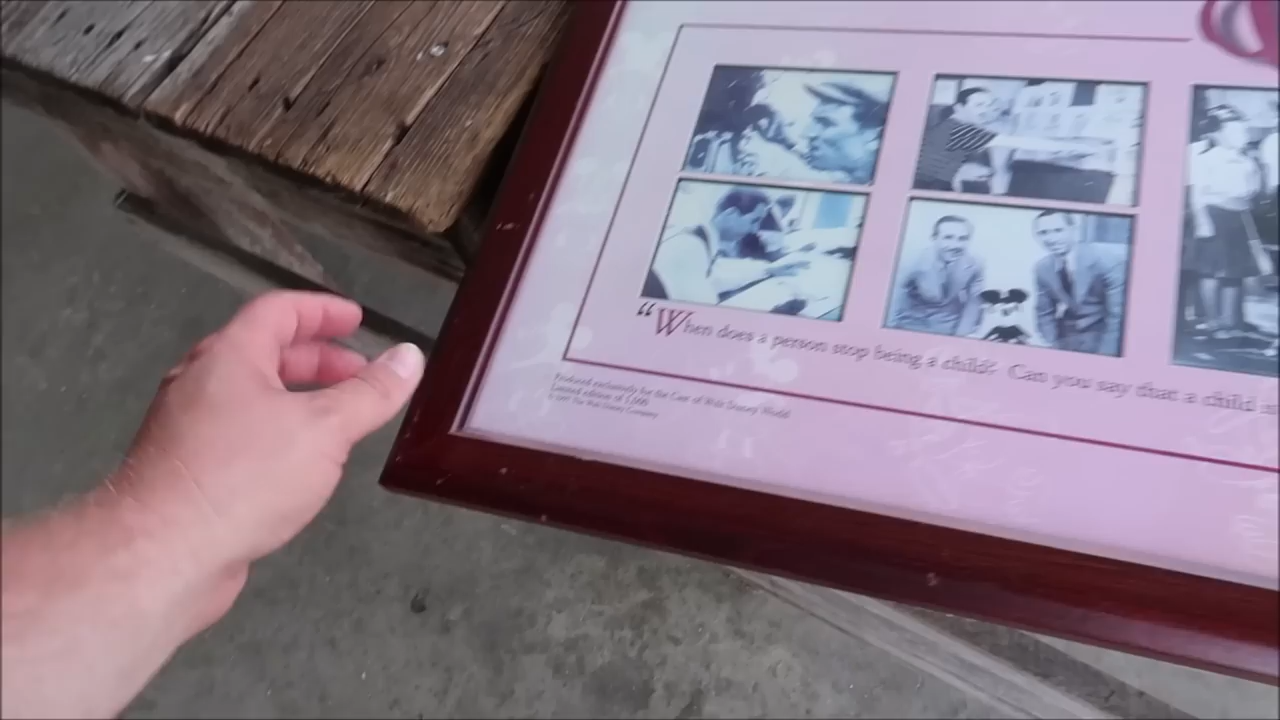 “When does a person stop being a child? Can you say that a child
Produced exclusively for the Cast of Walt Disney World
Limited edition of
The Walt Disney Company